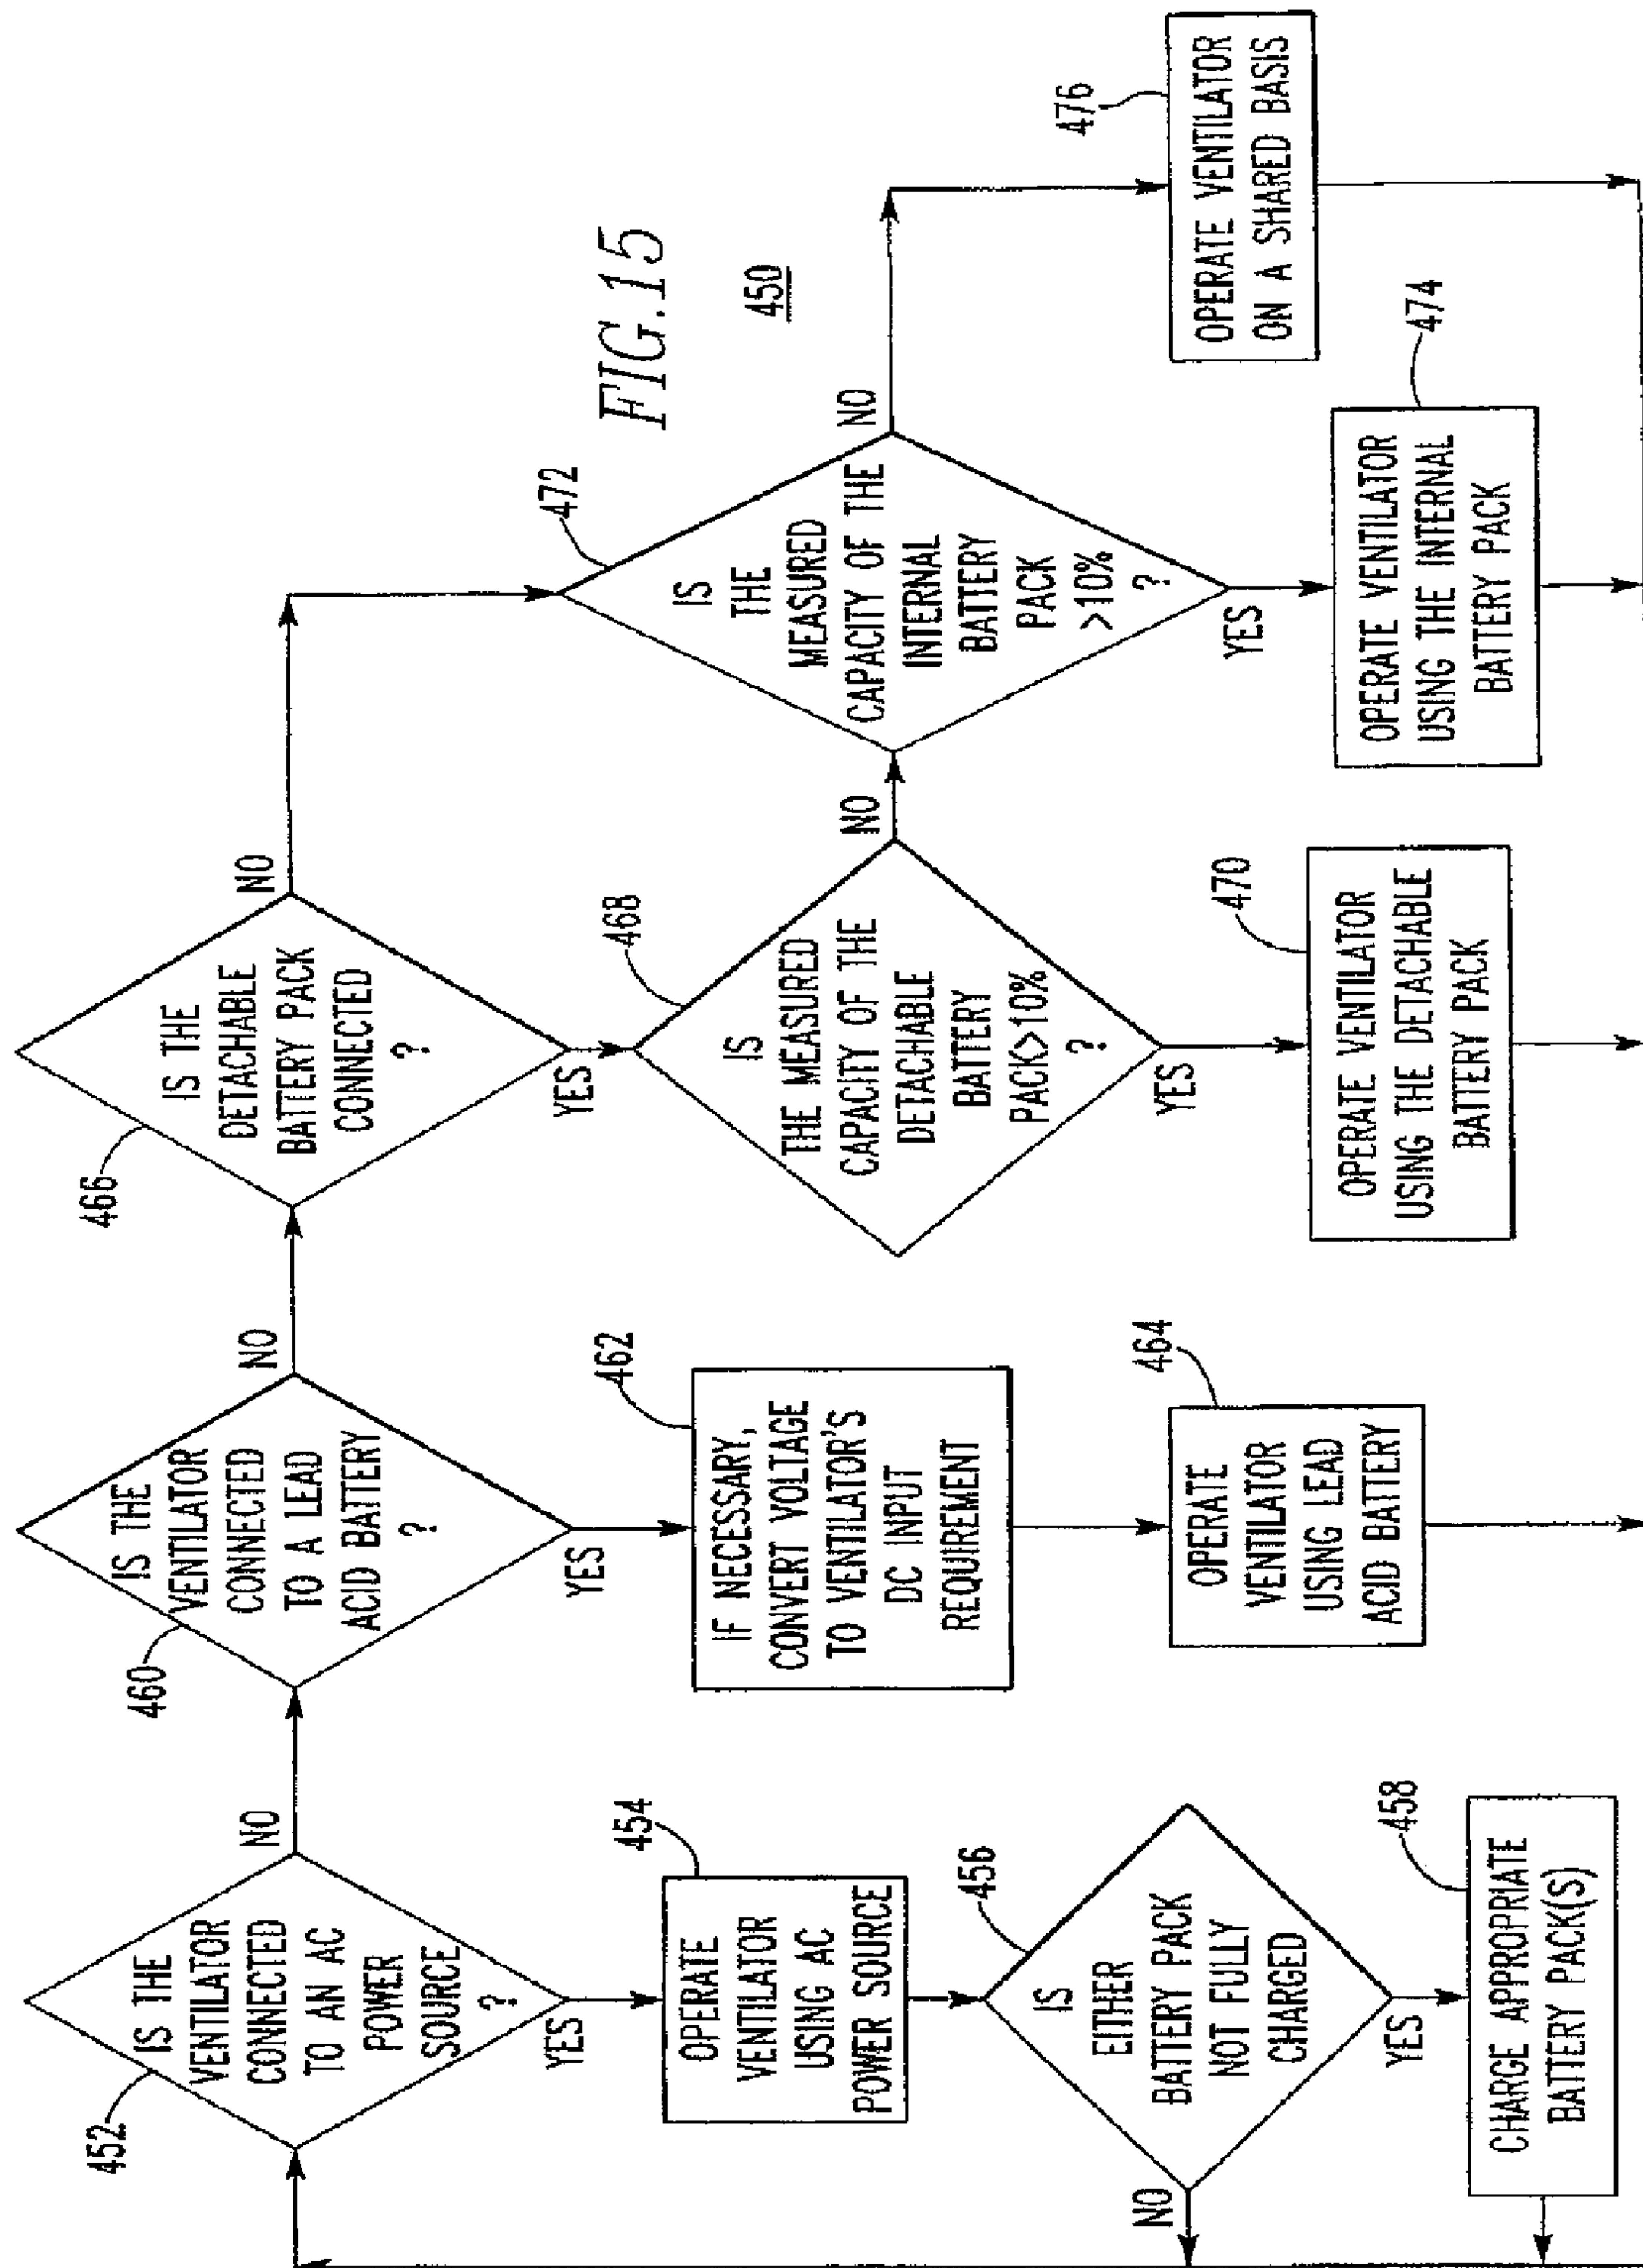 FIG.15
450
452
IS THE
VENTILATOR
CONNECTED
TO AN AC
POWER
SOURCE
?
NO
YES
454
OPERATE
VENTILATOR
USING AC
POWER SOURCE
456
IS
EITHER
BATTERY PACK
NOT FULLY
CHARGED
NO
YES
458
CHARGE APPROPRIATE
BATTERY PACK(S)
460
IS THE
VENTILATOR
CONNECTED
TO A LEAD
ACID BATTERY
?
NO
YES
462
IF NECESSARY,
CONVERT VOLTAGE
TO VENTILATOR'S
DC INPUT
REQUIREMENT
464
OPERATE
VENTILATOR
USING LEAD
ACID BATTERY
466
IS THE
DETACHABLE
BATTERY PACK
CONNECTED
?
NO
YES
468
IS
THE MEASURED
CAPACITY OF THE
DETACHABLE
BATTERY
PACK>10%
?
NO
YES
470
OPERATE VENTILATOR
USING THE DETACHABLE
BATTERY PACK
472
IS
THE
MEASURED
CAPACITY OF THE
INTERNAL
BATTERY
PACK
>10%
?
NO
YES
474
OPERATE VENTILATOR
USING THE INTERNAL
BATTERY PACK
476
OPERATE VENTILATOR
ON A SHARED BASIS